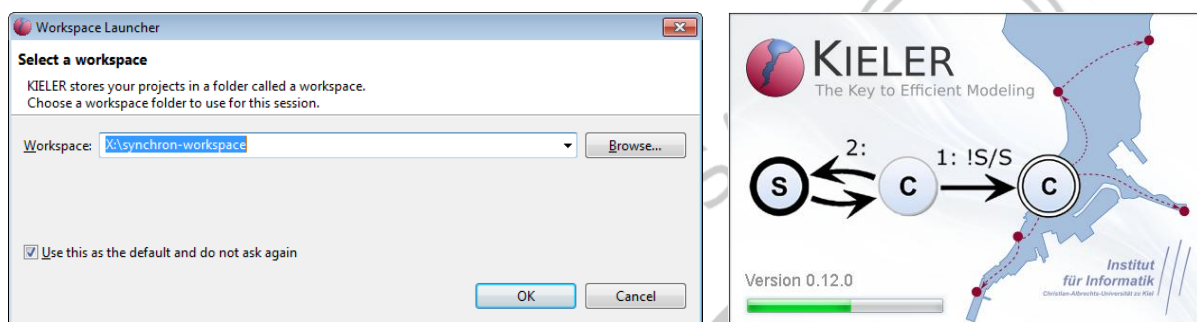 Workspace Launcher
Select a workspace
KIELER stores your projects in a folder called a workspace.
Choose a workspace folder to use for this session.
Workspace: X:\synchron-workspace Browse...
Use this as the default and do not ask again
OK Cancel
KIELER
The Key to Efficient Modeling
2: 1: !S/S
S C C
Version 0.12.0
Institut
für Informatik
Christian-Albrechts-Universität zu Kiel